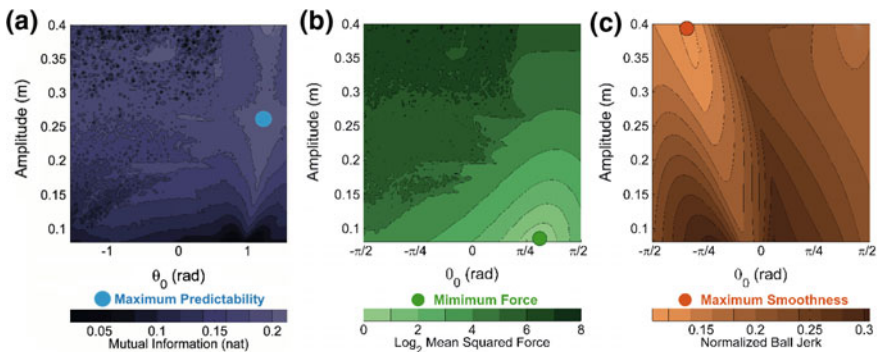 (a)
Amplitude (m)
0.4
0.35
0.3
0.25
0.2
0.15
0.1
-1 0 1
θ0 (rad)
Maximum Predictability
0.05 0.1 0.15 0.2
Mutual Information (nat)
(b)
Amplitude (m)
0.4
0.35
0.3
0.25
0.2
0.15
0.1
-π/2 -π/4 0 π/4 π/2
θ0 (rad)
Mimimum Force
0 2 4 6 8
Log2 Mean Squared Force
(c)
Amplitude (m)
0.4
0.35
0.3
0.25
0.2
0.15
0.1
-π/2 -π/4 0 π/4 π/2
θ0 (rad)
Maximum Smoothness
0.15 0.2 0.25 0.3
Normalized Ball Jerk